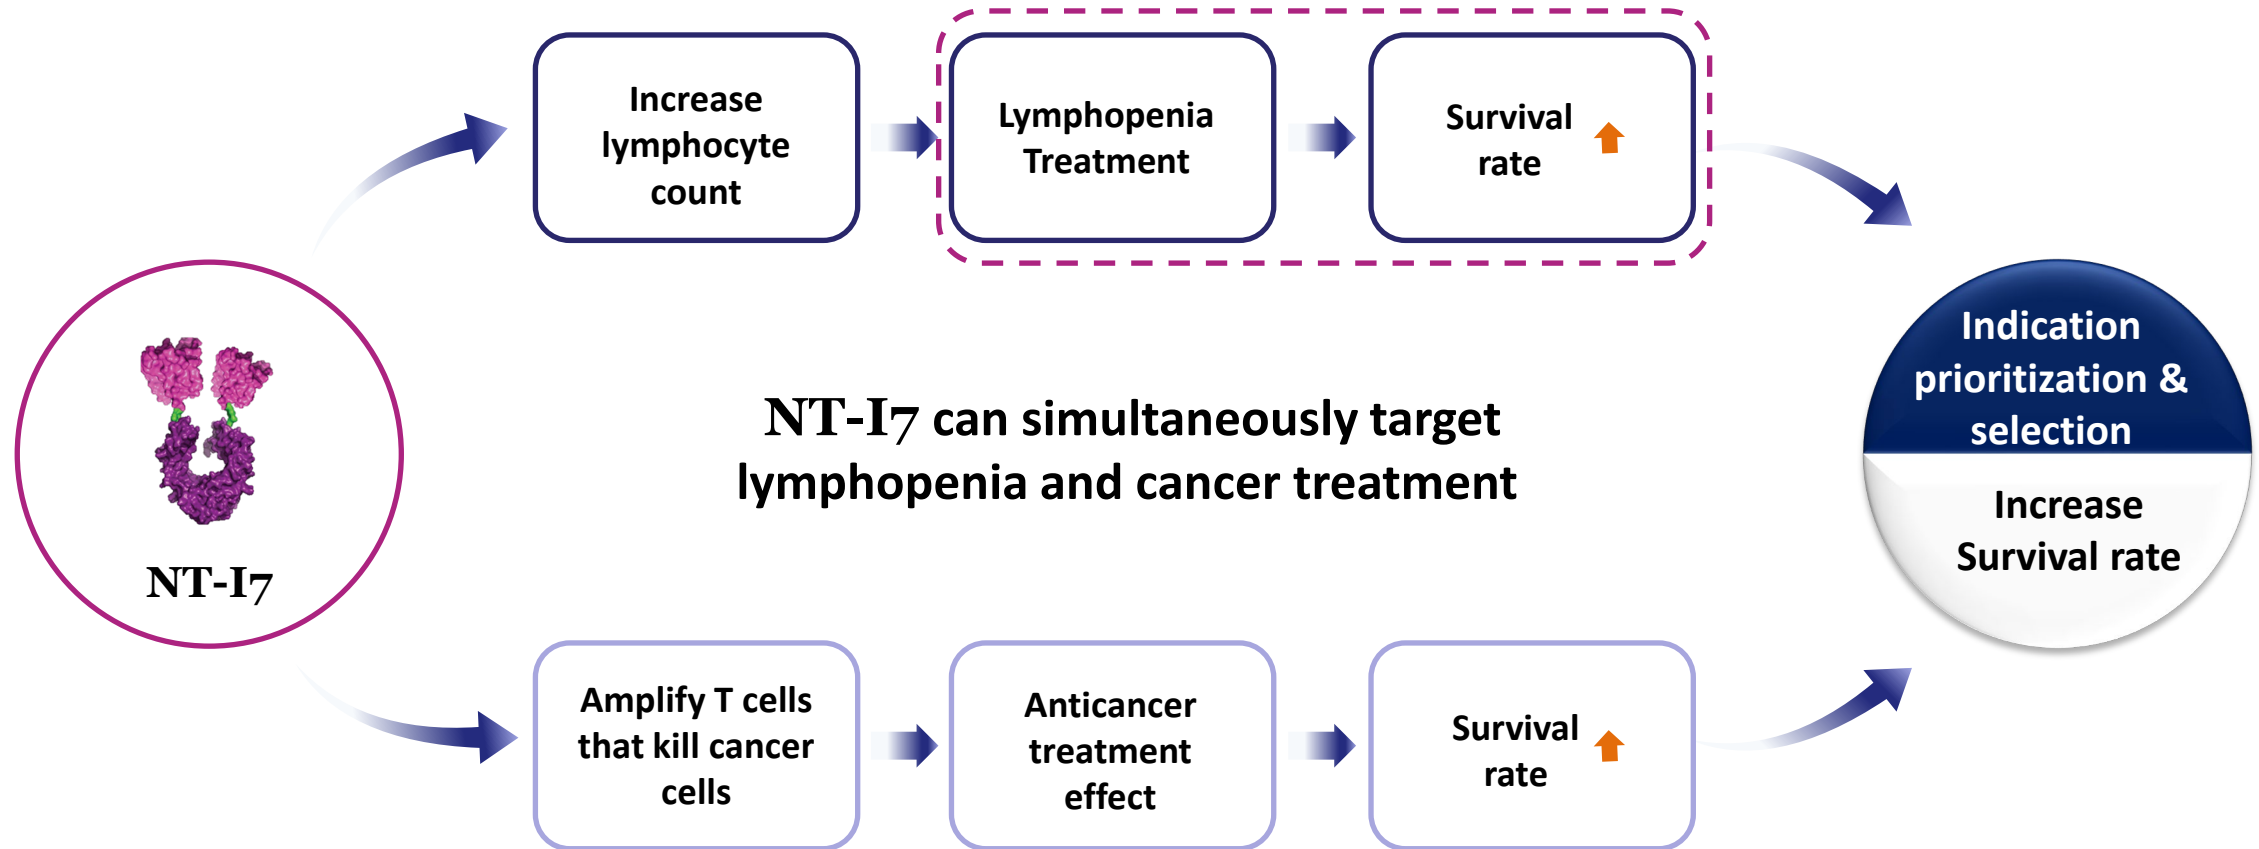 Increase
lymphocyte
count
Lymphopenia
Treatment
Survival
rate
NT-I7
NT-I7 can simultaneously target
lymphopenia and cancer treatment
Indication
prioritization &
selection
Increase
Survival rate
Amplify T cells
that kill cancer
cells
Anticancer
treatment
effect
Survival
rate